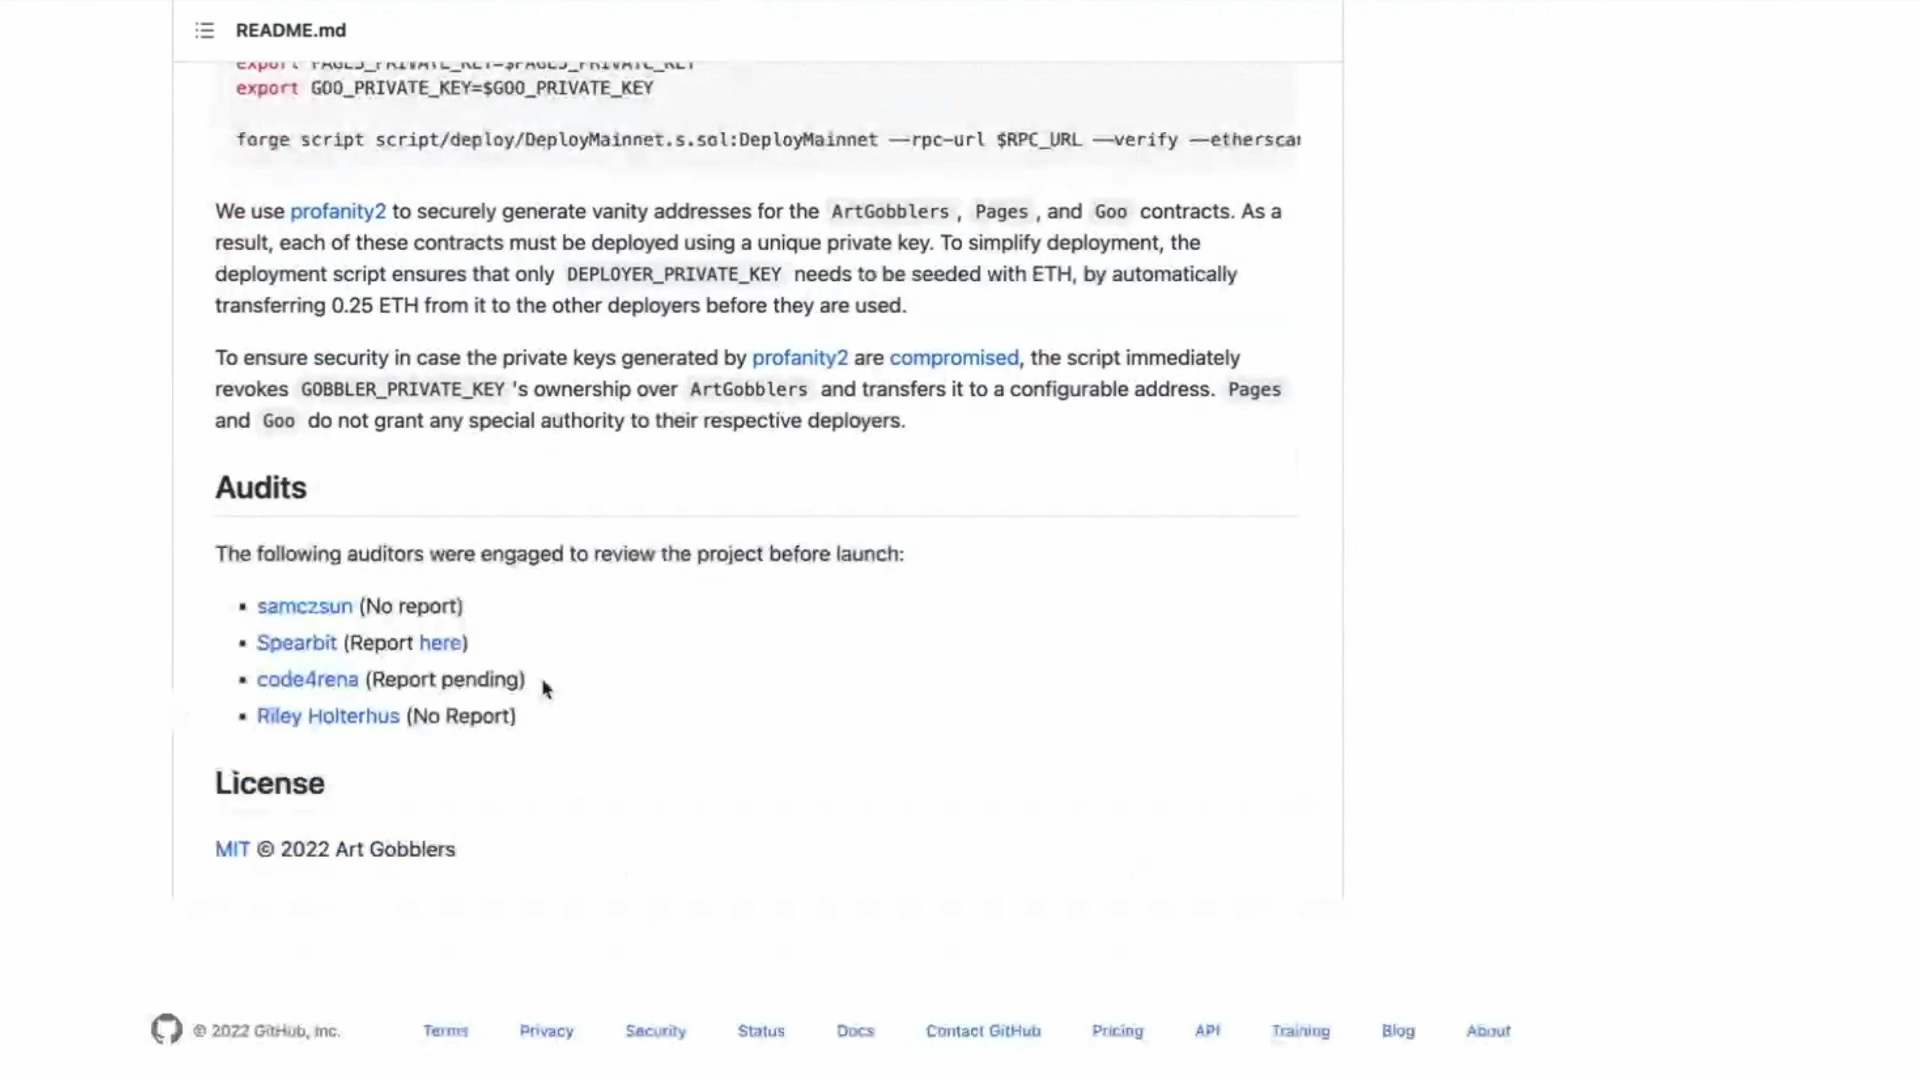 README.md
export PAGES_PRIVATE_KEY=$PAGES_PRIVATE_KEY
export GOO_PRIVATE_KEY=$GOO_PRIVATE_KEY
forge script script/deploy/DeployMainnet.s.sol:DeployMainnet --rpc-url $RPC_URL --verify --etherscan
We use profanity2 to securely generate vanity addresses for the ArtGobblers, Pages, and Goo contracts. As a
result, each of these contracts must be deployed using a unique private key. To simplify deployment, the
deployment script ensures that only DEPLOYER_PRIVATE_KEY needs to be seeded with ETH, by automatically
transferring 0.25 ETH from it to the other deployers before they are used.
To ensure security in case the private keys generated by profanity2 are compromised, the script immediately
revokes GOBBLER_PRIVATE_KEY's ownership over ArtGobblers and transfers it to a configurable address. Pages
and Goo do not grant any special authority to their respective deployers.
Audits
The following auditors were engaged to review the project before launch:
▪ samczsun (No report)
▪ Spearbit (Report here)
▪ code4rena (Report pending)
▪ Riley Holterhus (No Report)
License
MIT © 2022 Art Gobblers
© 2022 GitHub, Inc. Terms Privacy Security Status Docs Contact GitHub Pricing API Training Blog About